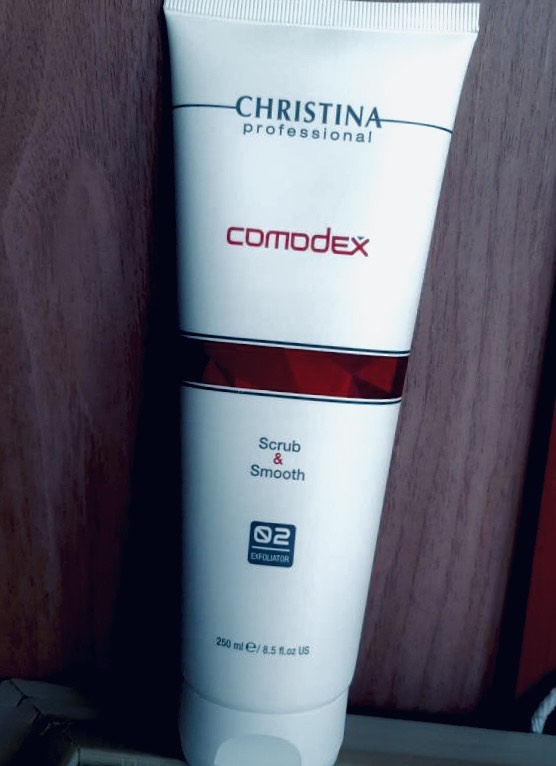 CHRISTINA
professional
comodex
Scrub
&
Smooth
02
EXFOLIATOR
250 ml ℮/ 8.5 fl.oz US